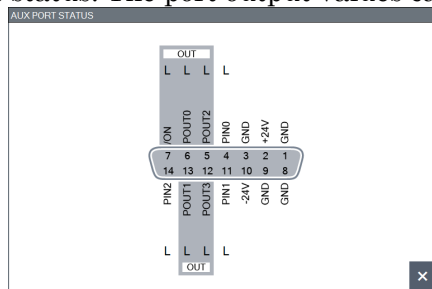 AUX PORT STATUS
OUT
L L L L
/ON POUT0 POUT2 PIN0 GND +24V GND
7 6 5 4 3 2 1
14 13 12 11 10 9 8
PIN2 POUT1 POUT3 PIN1 -24V GND GND
L L L L
OUT
×